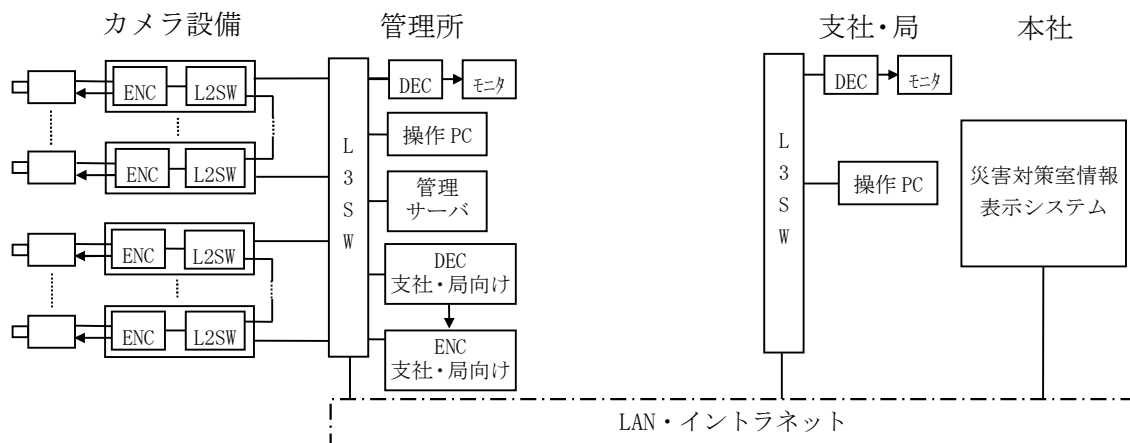 カメラ設備
管理所
支社・局
本社
ENC
L2SW
ENC
L2SW
ENC
L2SW
ENC
L2SW
L
3
S
W
DEC
モニタ
操作 PC
管理
サーバ
DEC
支社・局向け
ENC
支社・局向け
L
3
S
W
DEC
モニタ
操作 PC
災害対策室情報
表示システム
LAN・イントラネット